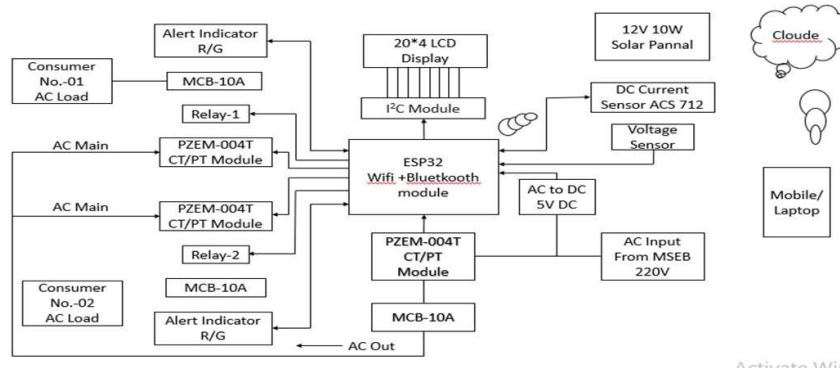 Alert Indicator
R/G
Consumer
No.-01
AC Load
MCB-10A
Relay-1
AC Main
PZEM-004T
CT/PT Module
AC Main
PZEM-004T
CT/PT Module
Relay-2
Consumer
No.-02
AC Load
MCB-10A
Alert Indicator
R/G
AC Out
20*4 LCD
Display
I²C Module
ESP32
Wifi +Bluetkooth
module
PZEM-004T
CT/PT
Module
MCB-10A
12V 10W
Solar Pannal
DC Current
Sensor ACS 712
Voltage
Sensor
AC to DC
5V DC
AC Input
From MSEB
220V
Cloude
Mobile/
Laptop
Activate Win